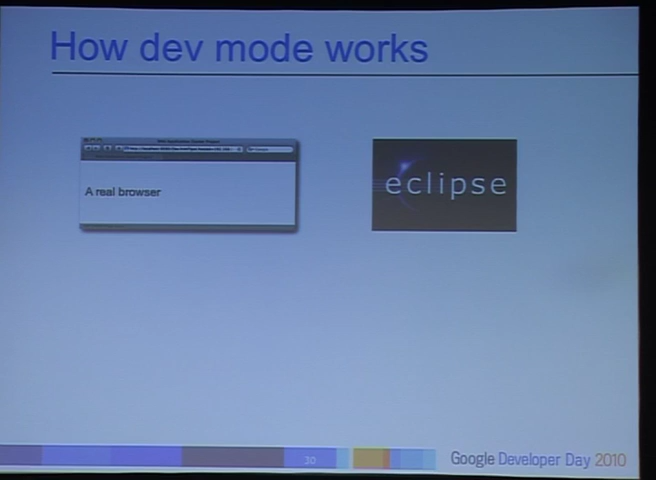 How dev mode works
A real browser
eclipse
30
Google Developer Day 2010